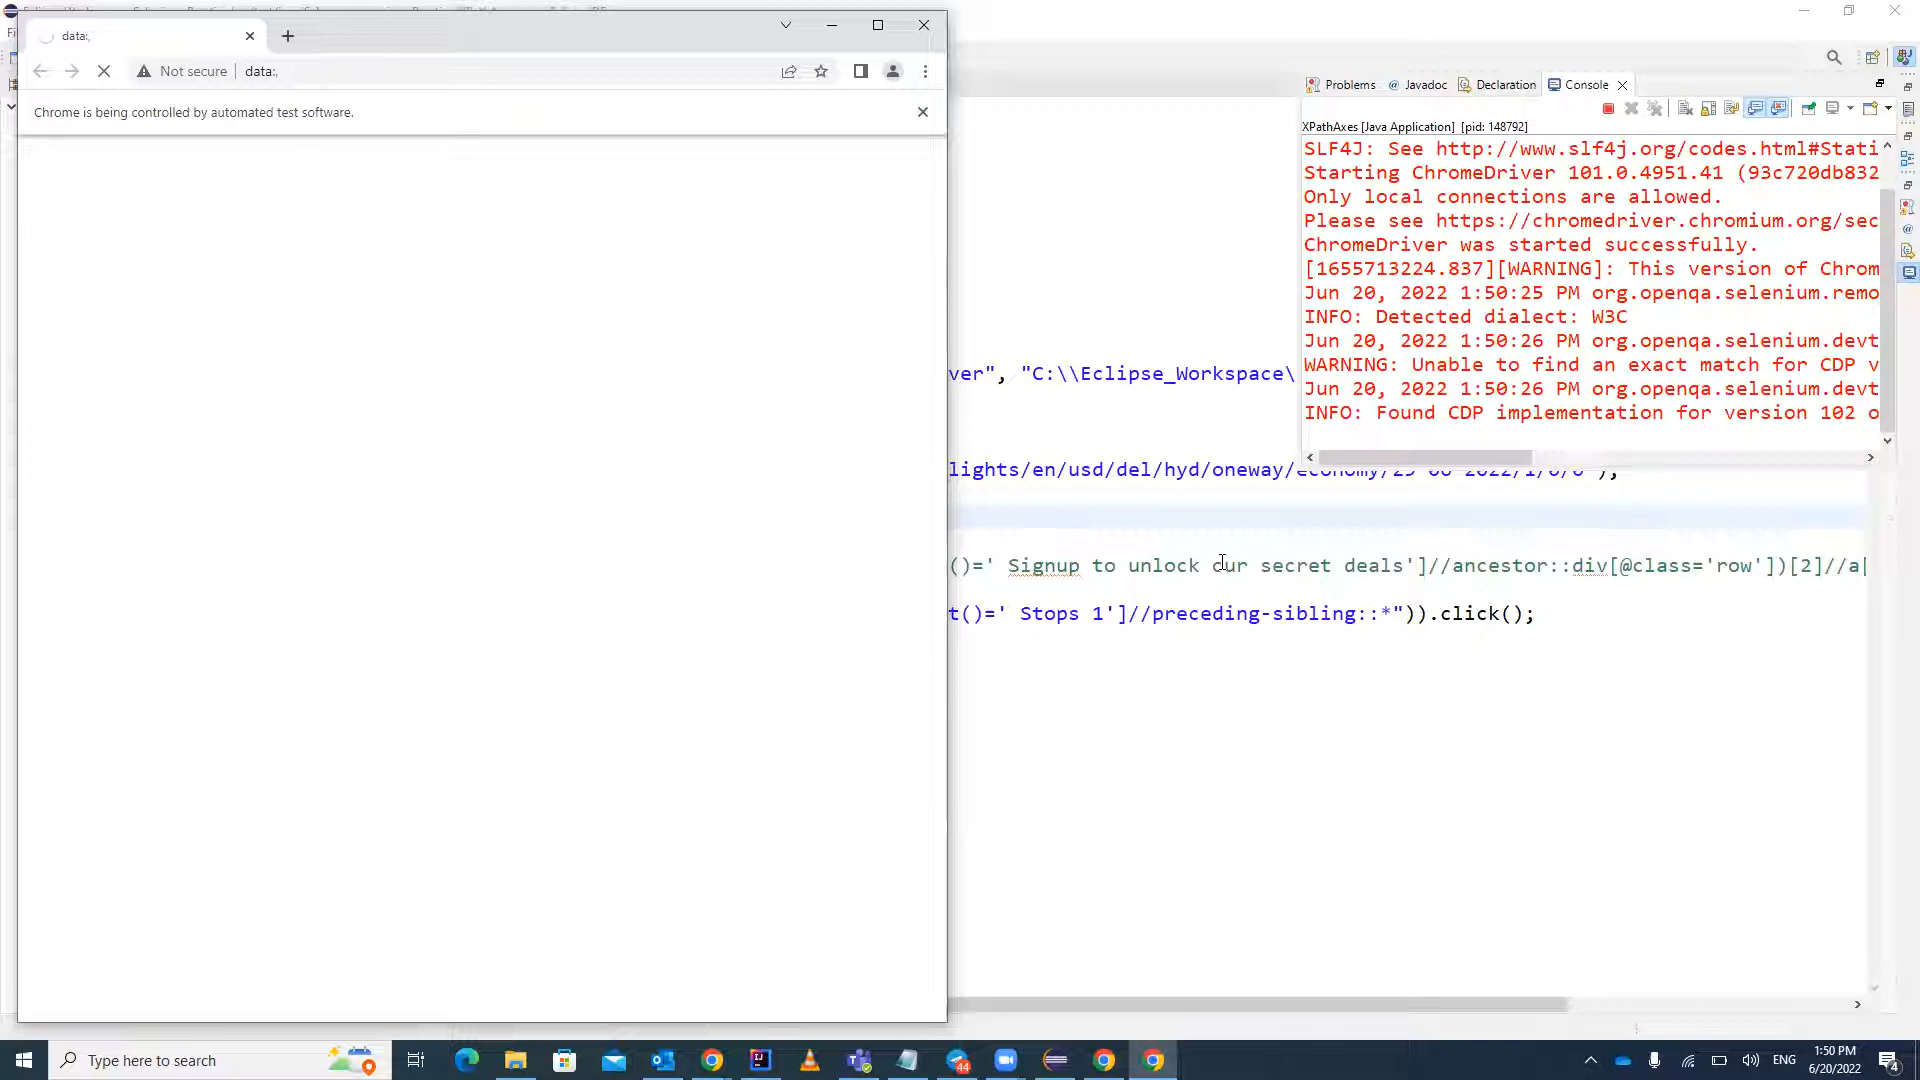 data:,
Not secure
data:,
Chrome is being controlled by automated test software.
Problems
@ Javadoc
Declaration
Console
XPathAxes [Java Application] [pid: 148792]
SLF4J: See http://www.slf4j.org/codes.html#Stati
Starting ChromeDriver 101.0.4951.41 (93c720db832
Only local connections are allowed.
Please see https://chromedriver.chromium.org/sec
ChromeDriver was started successfully.
[1655713224.837][WARNING]: This version of Chrom
Jun 20, 2022 1:50:25 PM org.openqa.selenium.remo
INFO: Detected dialect: W3C
Jun 20, 2022 1:50:26 PM org.openqa.selenium.devt
WARNING: Unable to find an exact match for CDP v
Jun 20, 2022 1:50:26 PM org.openqa.selenium.devt
INFO: Found CDP implementation for version 102 o
ver", "C:\\Eclipse_Workspace\
lights/en/usd/del/hyd/oneway/economy/
()=' Signup to unlock our secret deals']//ancestor::div[@class='row'])[2]//a[
t()=' Stops 1']//preceding-sibling::*")).click();
Type here to search
44
ENG
1:50 PM
6/20/2022
4